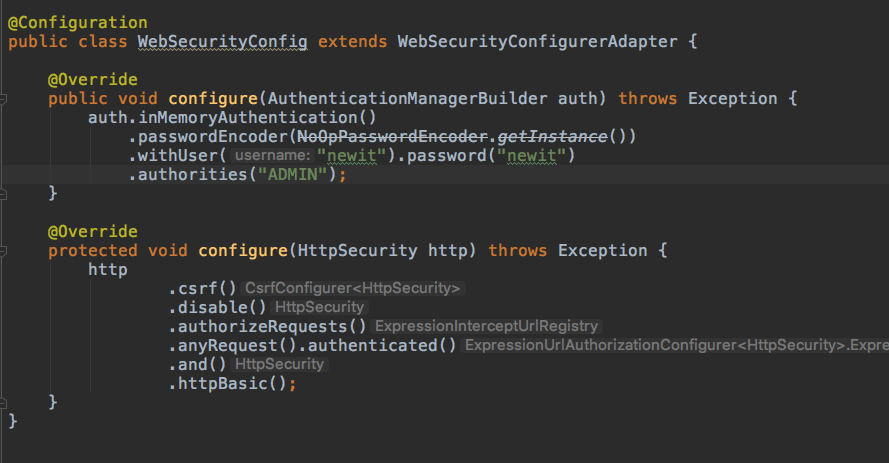 @Configuration
public class WebSecurityConfig extends WebSecurityConfigurerAdapter {
@Override
public void configure(AuthenticationManagerBuilder auth) throws Exception {
auth.inMemoryAuthentication()
.passwordEncoder(NoOpPasswordEncoder.getInstance())
.withUser( username: "newit").password("newit")
.authorities("ADMIN");
}
@Override
protected void configure(HttpSecurity http) throws Exception {
http
.csrf() CsrfConfigurer<HttpSecurity>
.disable() HttpSecurity
.authorizeRequests() ExpressionInterceptUrlRegistry
.anyRequest().authenticated() ExpressionUrlAuthorizationConfigurer<HttpSecurity>.Expre
.and() HttpSecurity
.httpBasic();
}
}